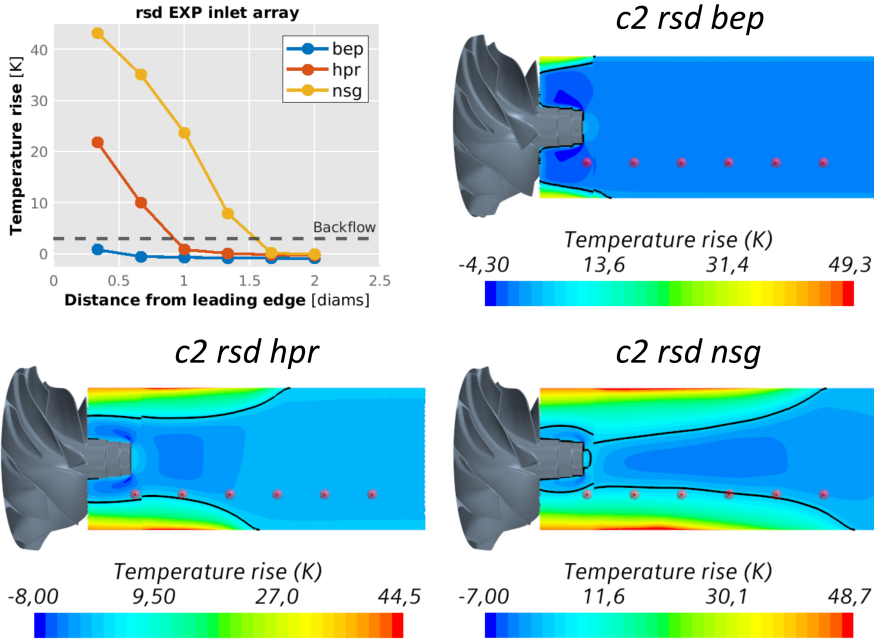 rsd EXP inlet array
Temperature rise [K]
40
30
20
10
0
bep
hpr
nsg
Backflow
0 0.5 1 1.5 2 2.5
Distance from leading edge [diams]
c2 rsd bep
Temperature rise (K)
-4,30 13,6 31,4 49,3
c2 rsd hpr
Temperature rise (K)
-8,00 9,50 27,0 44,5
c2 rsd nsg
Temperature rise (K)
-7,00 11,6 30,1 48,7